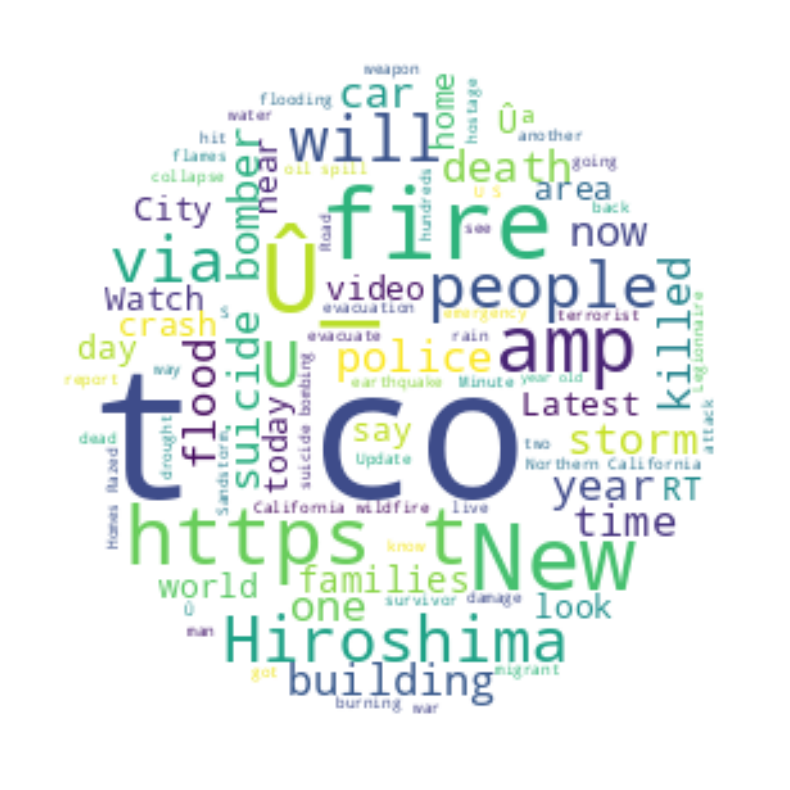 weapon
flooding
car
home
hostage
water
will
Ûª
another
hit
bomber
near
death
going
flames
oil spill
collapse
hundreds
u s
area
back
City
fire
Road
see
now
via
Û_
video
people
killed
Watch
evacuation
emergency
terrorist
Legionnaire
crash
s
evacuate
rain
amp
day
flood
suicide
U
police
report
way
suicide bombing
earthquake
Minute
year old
t co
today
Latest
attack
dead
drought
say
two
storm
Homes Razed
Sandstorm
Update
Northern California
year
RT
California wildfire
live
time
https t
New
know
world
families
û
one
survivor
damage
look
man
Hiroshima
got
building
migrant
burning
war